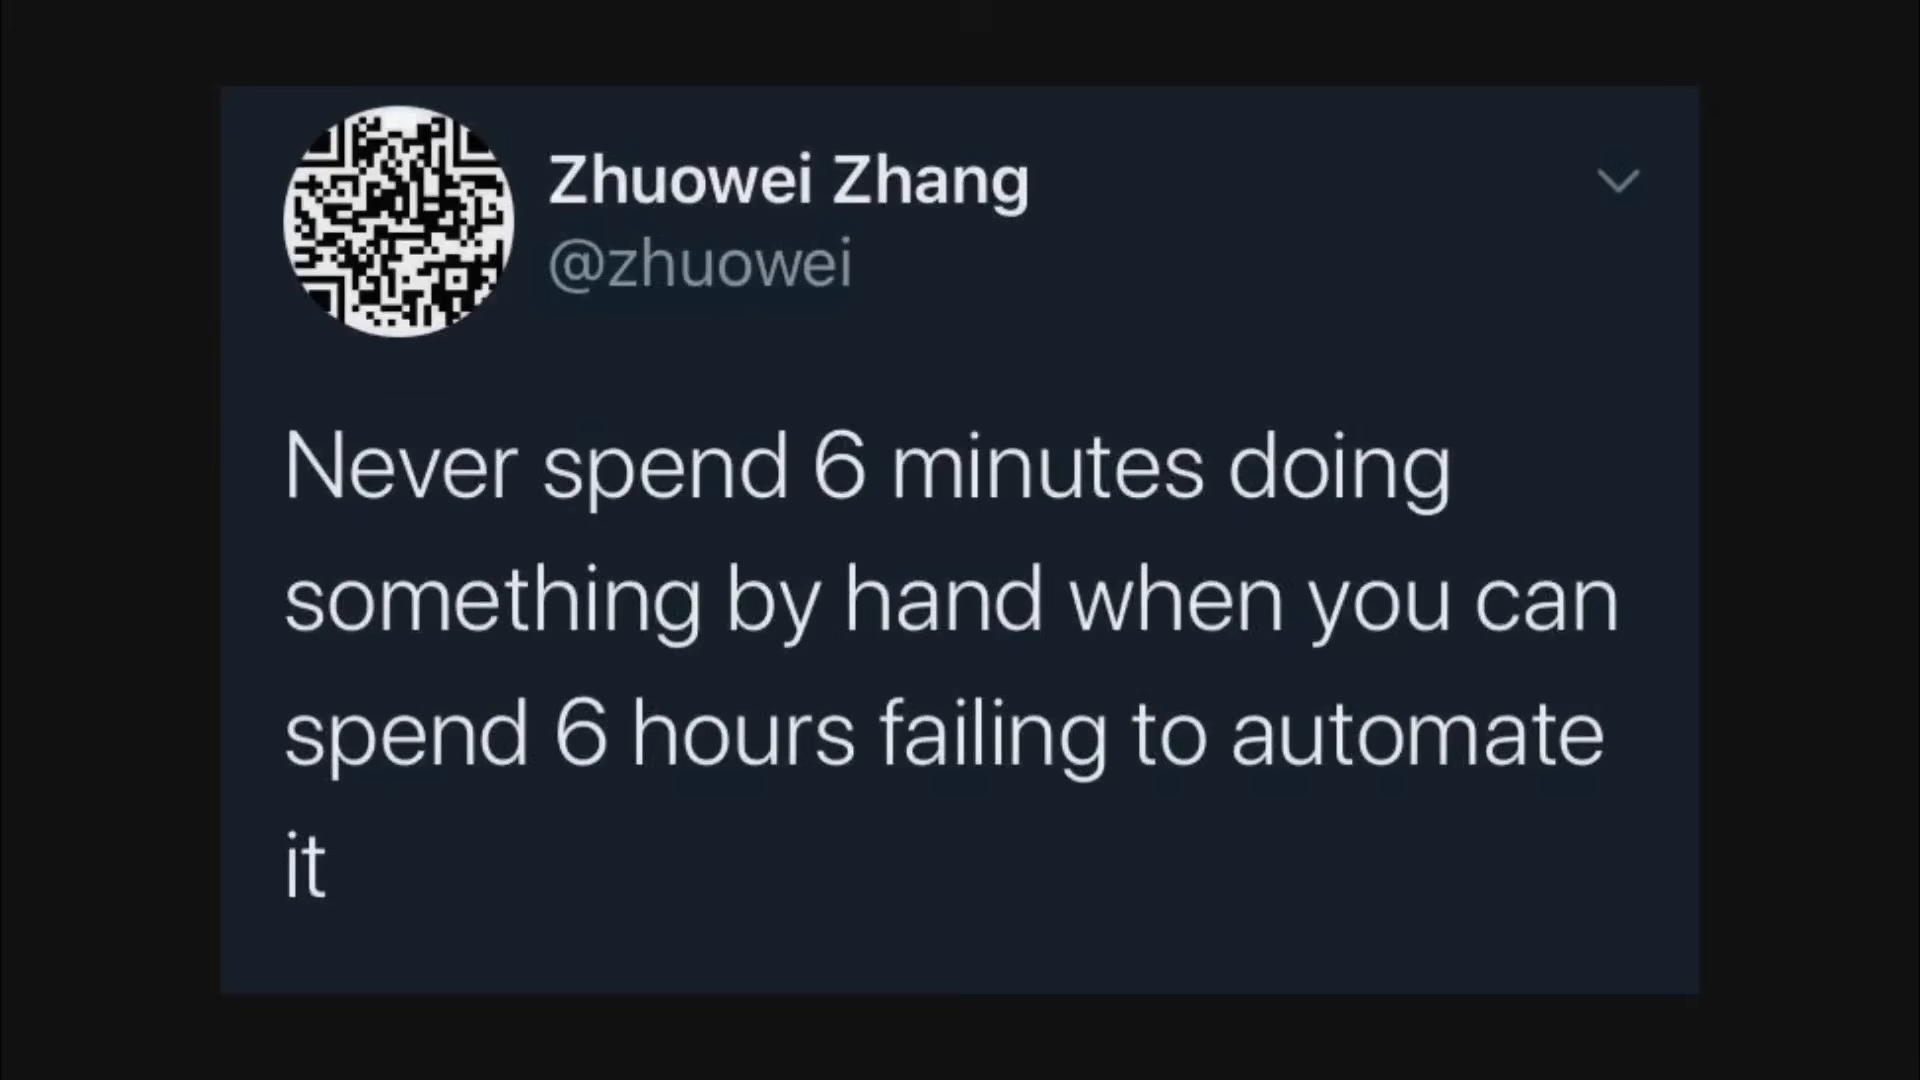 Zhuowei Zhang
@zhuowei
Never spend 6 minutes doing
something by hand when you can
spend 6 hours failing to automate
it